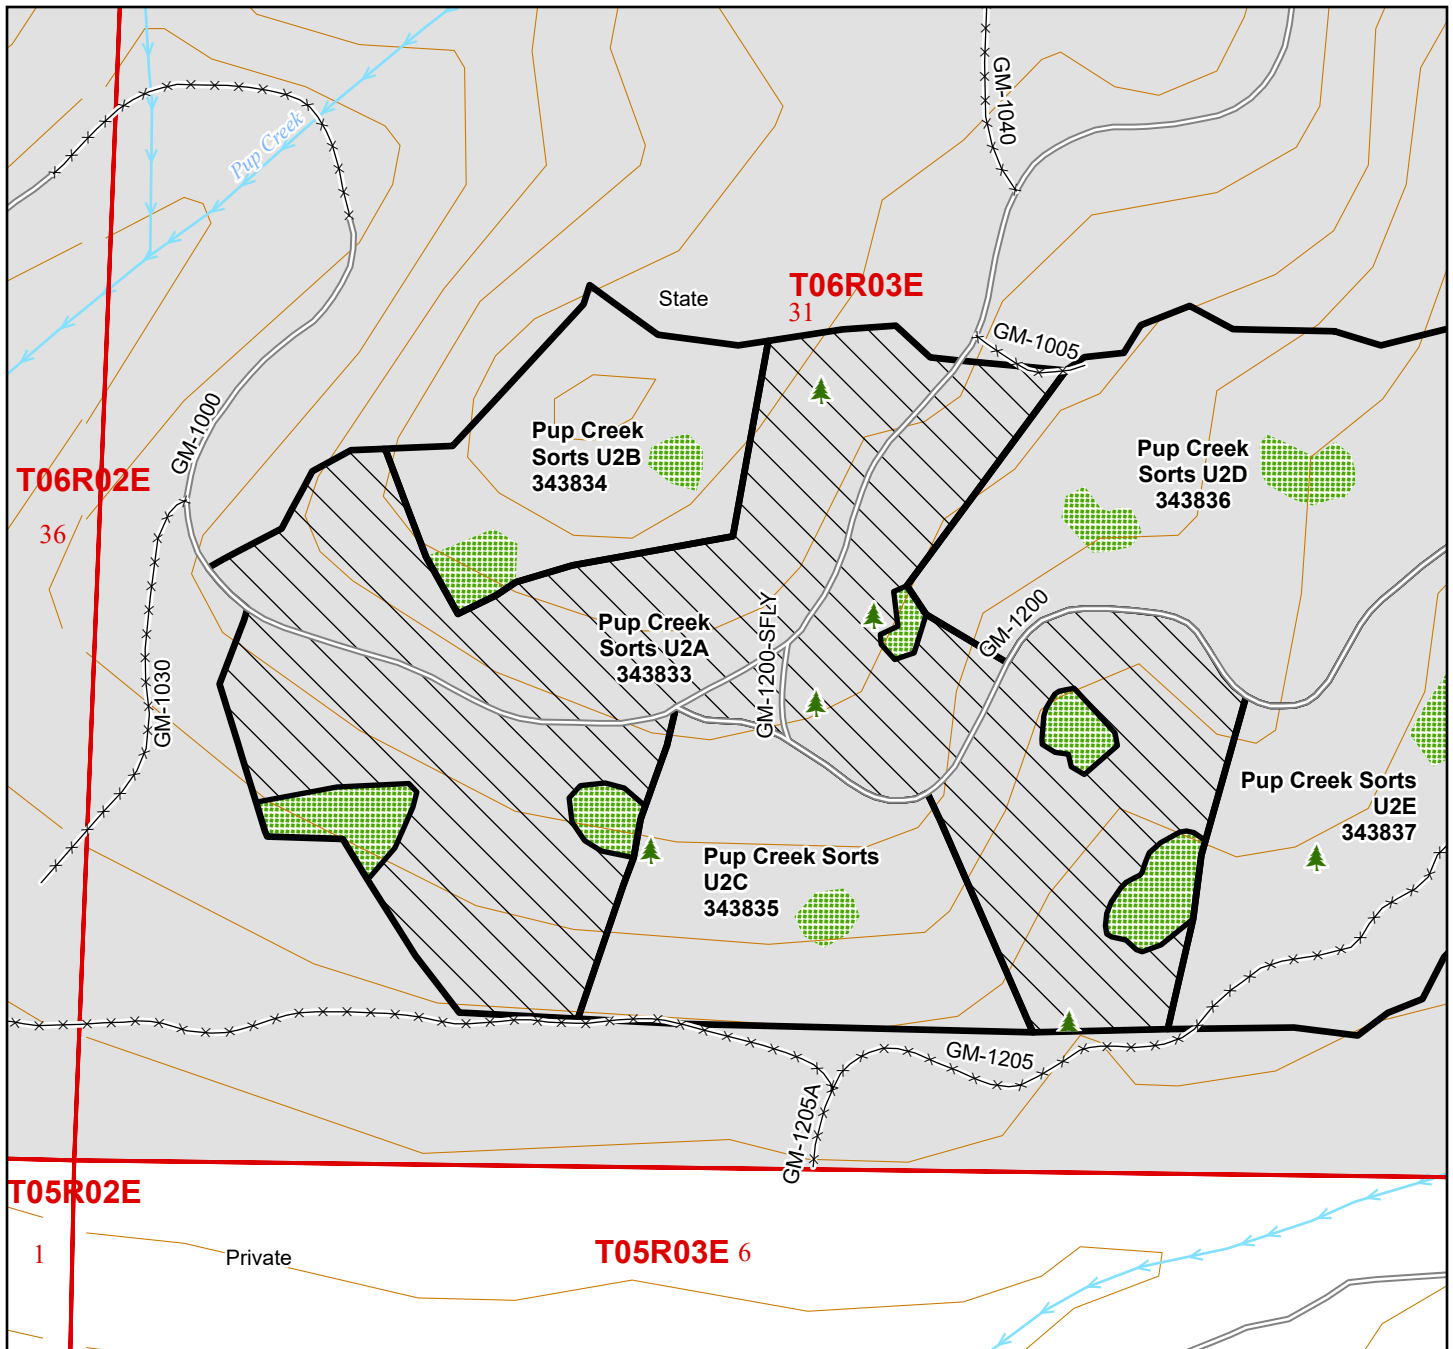 GM-1040
Pup Creek
T06R03E
31
State
GM-1005
GM-1000
Pup Creek
Sorts U2B
343834
Pup Creek
Sorts U2D
343836
T06R02E
36
GM-1200-SFLY
GM-1200
Pup Creek
Sorts U2A
343833
GM-1030
Pup Creek Sorts
U2E
343837
Pup Creek Sorts
U2C
343835
GM-1205
GM-1205A
T05R02E
1
Private
T05R03E 6